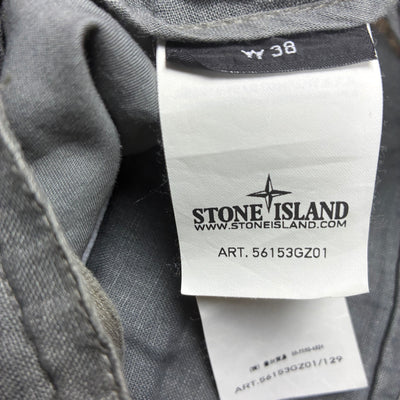 W 38
STONE ISLAND
WWW.STONEISLAND.COM
ART. 56153GZ01
ART.56153GZ01/129